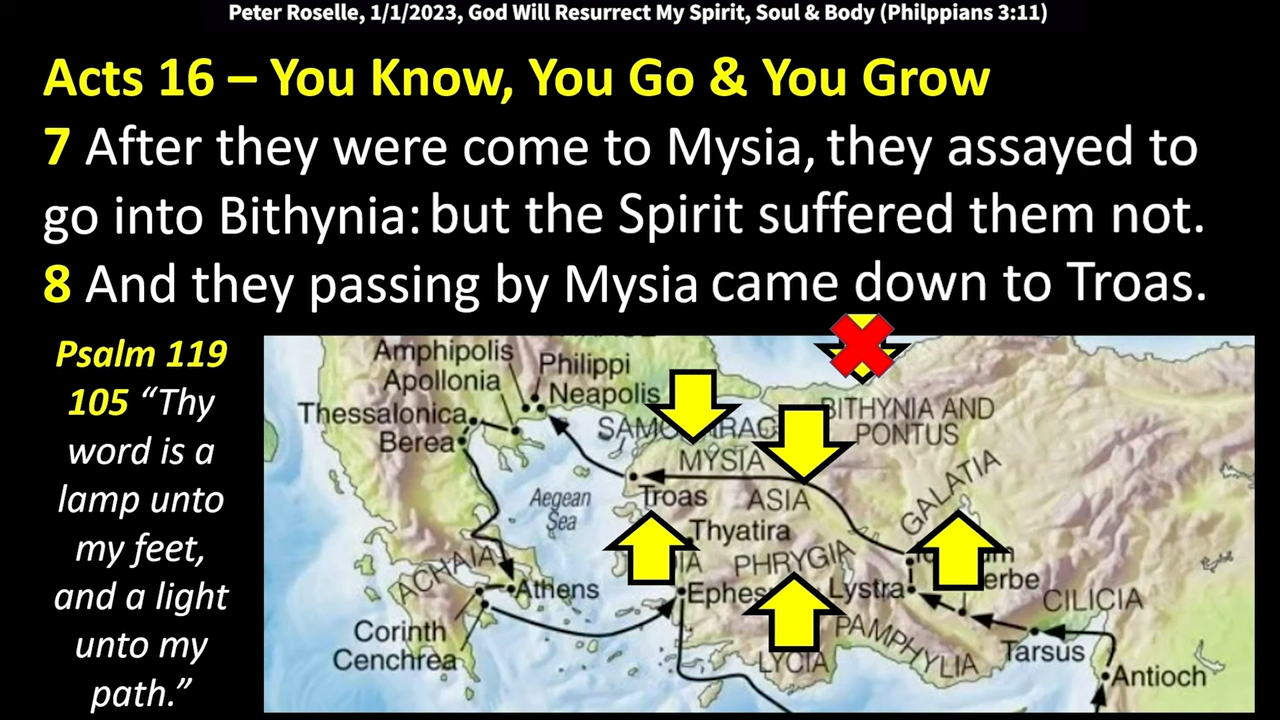 Peter Roselle, 1/1/2023, God Will Resurrect My Spirit, Soul & Body (Philppians 3:11)
Acts 16 – You Know, You Go & You Grow
7 After they were come to Mysia, they assayed to
go into Bithynia: but the Spirit suffered them not.
8 And they passing by Mysia came down to Troas.
Psalm 119
105 “Thy
word is a
lamp unto
my feet,
and a light
unto my
path.”
Amphipolis
Philippi
Apollonia
Neapolis
Thessalonica
Berea
BITHYNIA AND
PONTUS
MYSIA
GALATIA
Troas
ASIA
Aegean
Sea
Thyatira
PHRYGIA
ACHAIA
Athens
Lystra
CILICIA
Corinth
Cenchrea
PAMPHYLIA
LYCIA
Tarsus
Antioch